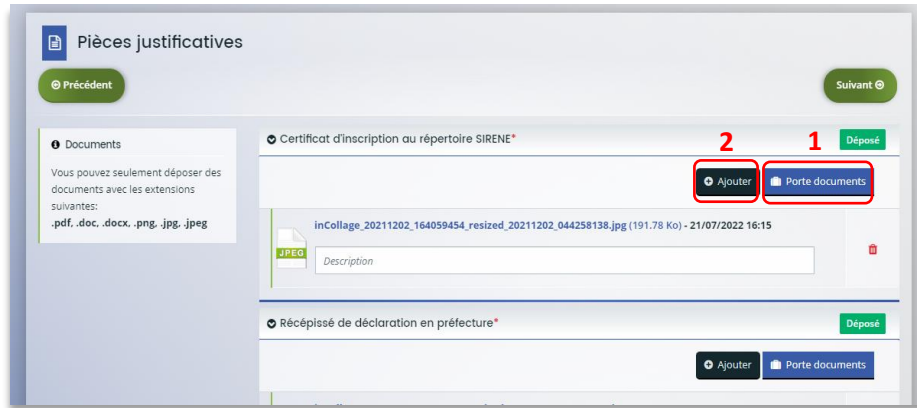 Pièces justificatives
Précédent
Suivant
Documents
Vous pouvez seulement déposer des
documents avec les extensions
suivantes:
.pdf, .doc, .docx, .png, .jpg, .jpeg
Certificat d'inscription au répertoire SIRENE*
2
1
Déposé
Ajouter
Porte documents
JPEG
inCollage_20211202_164059454_resized_20211202_044258138.jpg (191.78 Ko) - 21/07/2022 16:15
Description
Récépissé de déclaration en préfecture*
Déposé
Ajouter
Porte documents